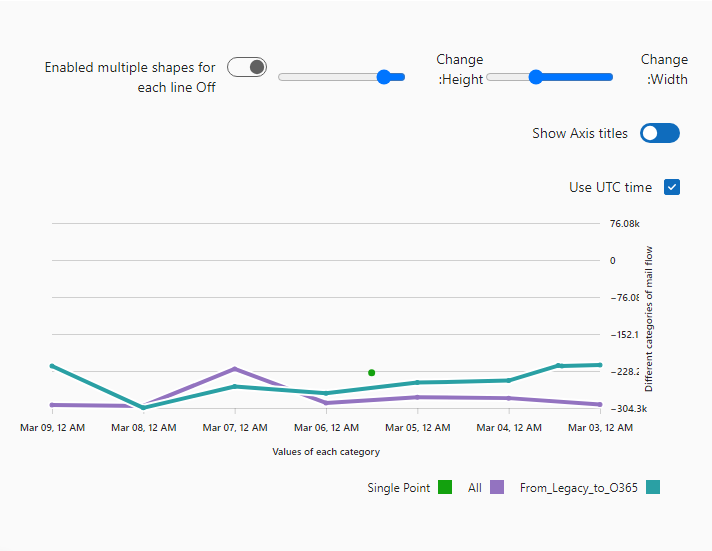 Enabled multiple shapes for
each line Off
Change
:Height
Change
:Width
Show Axis titles
Use UTC time
76.08k
0
−76.08
−152.1
−228.2
−304.3k
Different categories of mail flow
Mar 09, 12 AM Mar 08, 12 AM Mar 07, 12 AM Mar 06, 12 AM Mar 05, 12 AM Mar 04, 12 AM Mar 03, 12 AM
Values of each category
Single Point All From_Legacy_to_O365